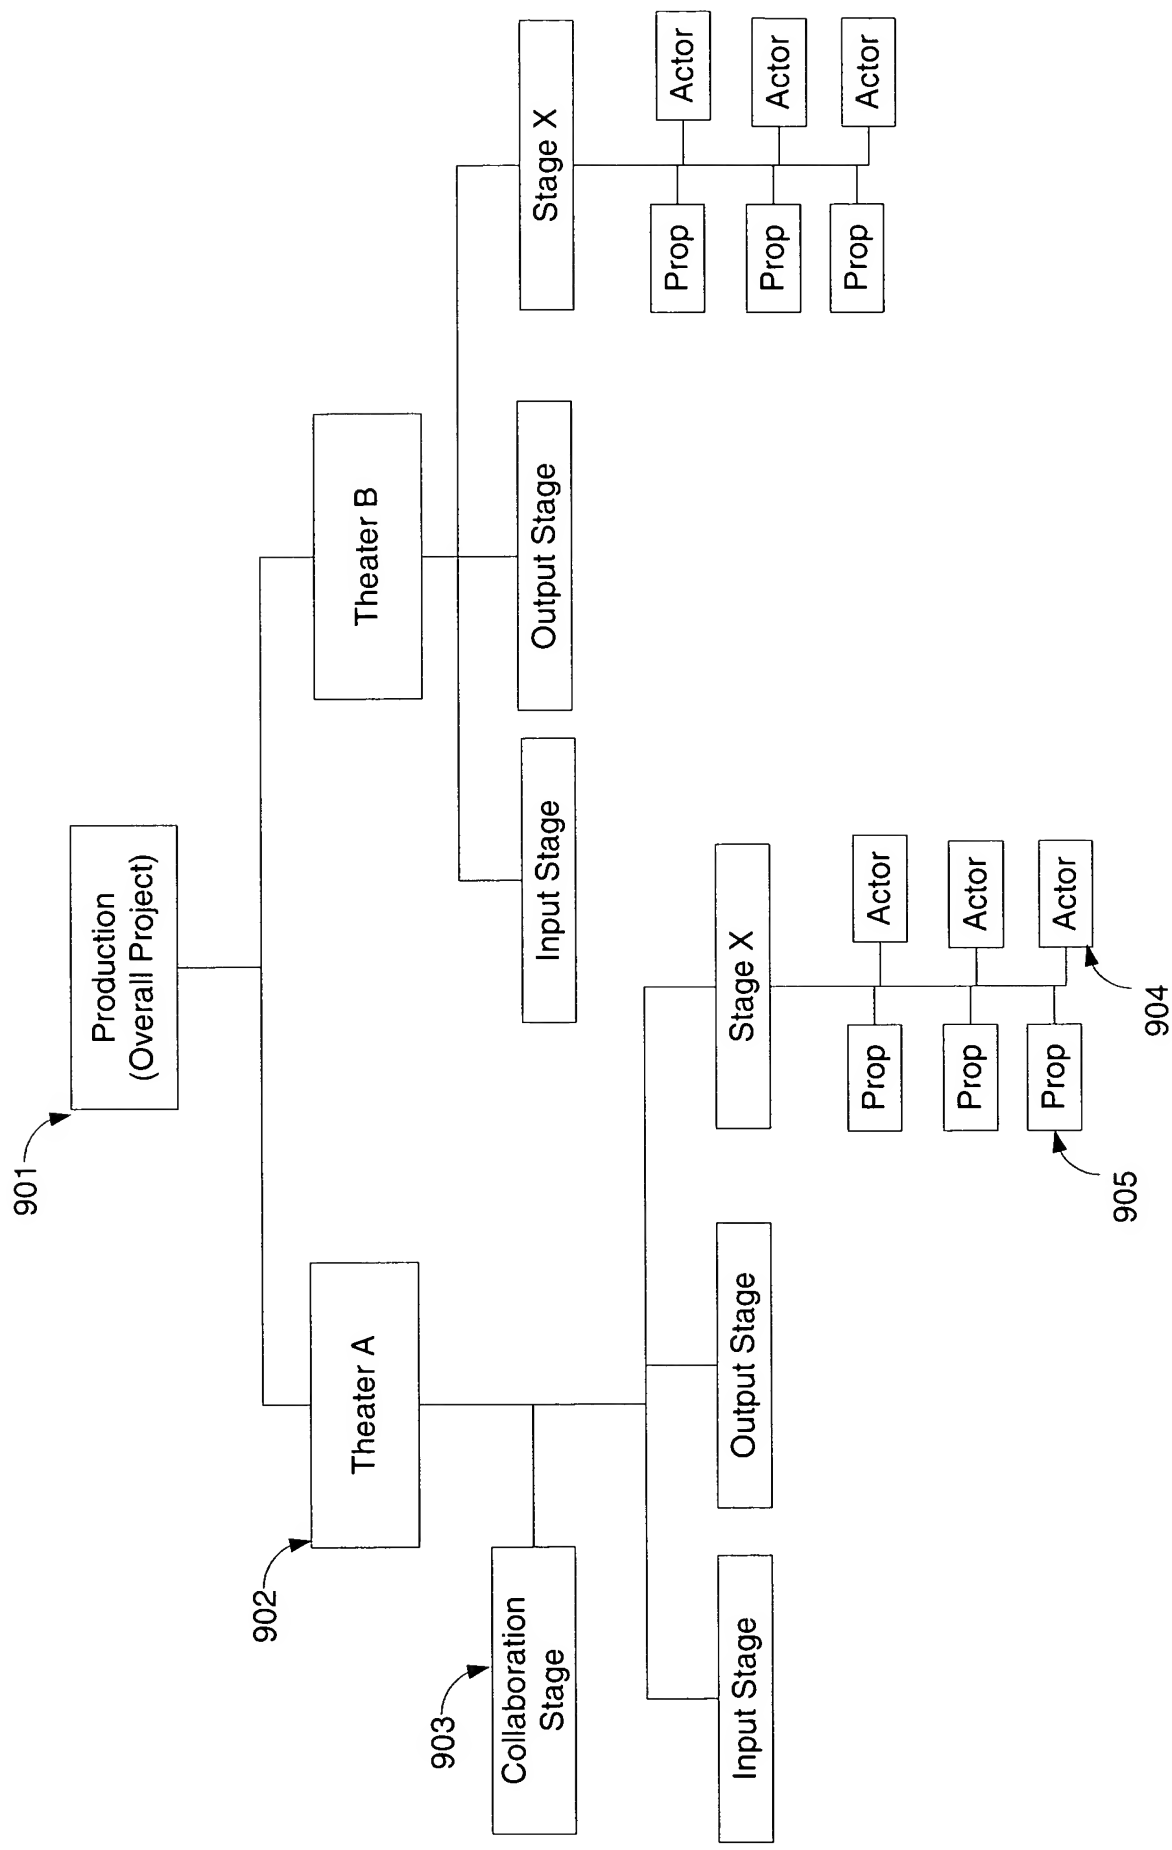 901
Production
(Overall Project)
902
Theater A
Theater B
903
Collaboration
Stage
Input Stage
Output Stage
Stage X
Input Stage
Output Stage
Stage X
Prop
Actor
Prop
Actor
Prop
Actor
Prop
Actor
Prop
Actor
Prop
Actor
905
904